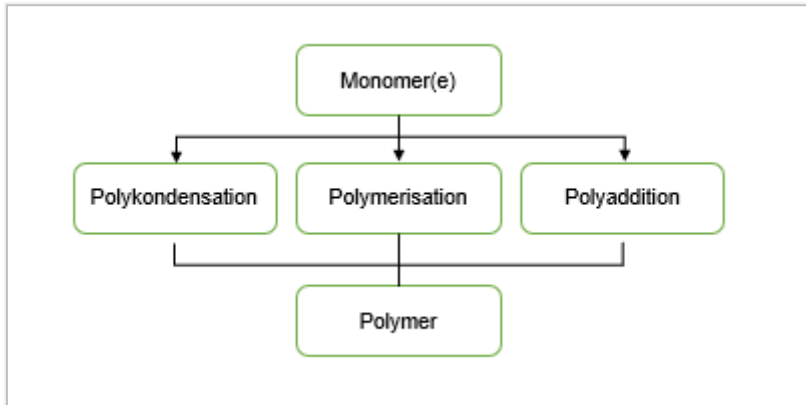 Monomer(e)
Polykondensation
Polymerisation
Polyaddition
Polymer